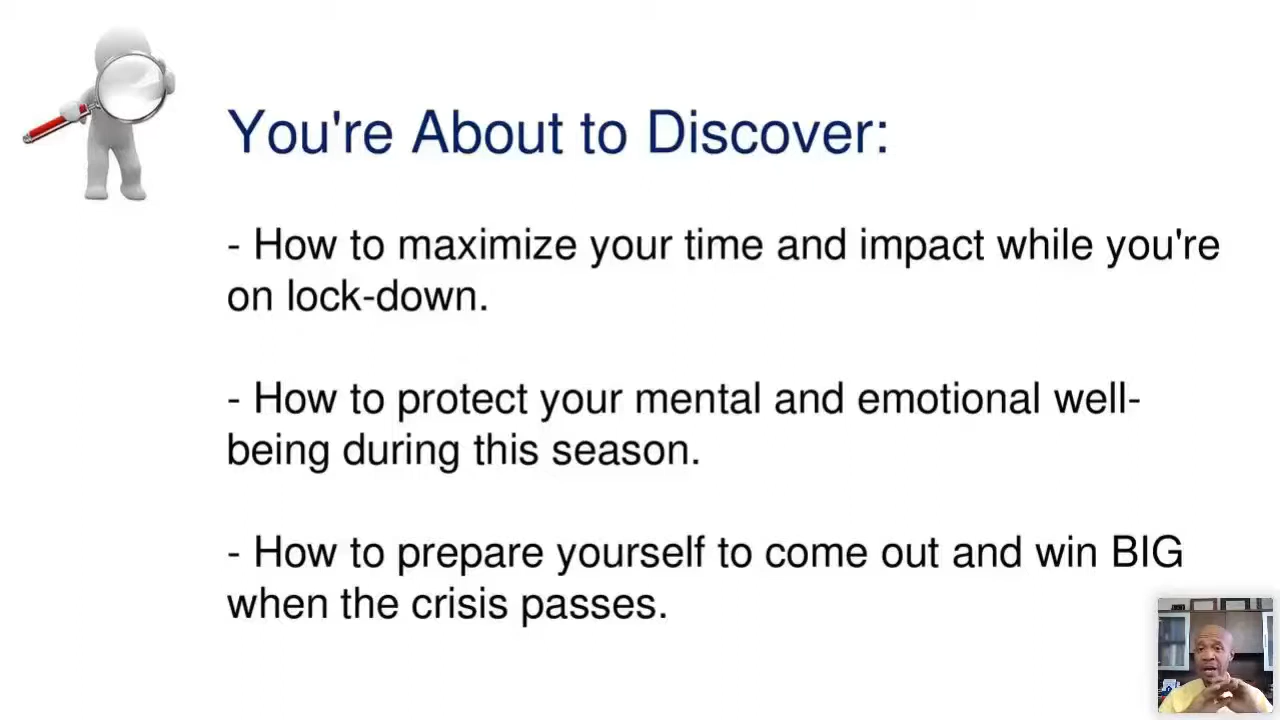 You're About to Discover:
- How to maximize your time and impact while you're
on lock-down.
- How to protect your mental and emotional well-
being during this season.
- How to prepare yourself to come out and win BIG
when the crisis passes.